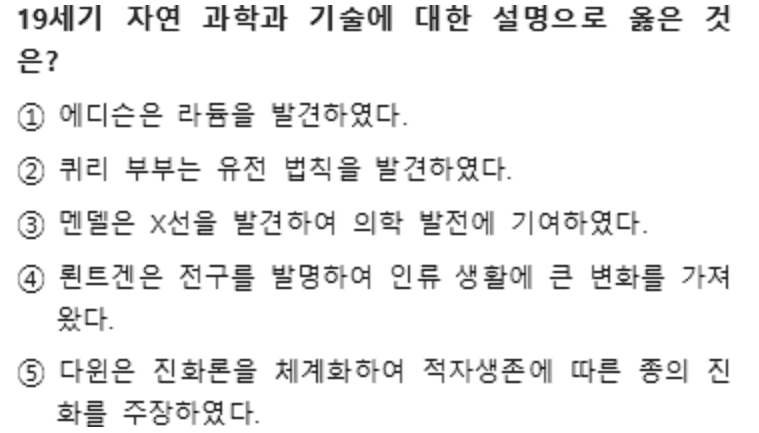 19세기 자연 과학과 기술에 대한 설명으로 옳은 것
은?
① 에디슨은 라듐을 발견하였다.
② 퀴리 부부는 유전 법칙을 발견하였다.
③ 멘델은 X선을 발견하여 의학 발전에 기여하였다.
④ 뢴트겐은 전구를 발명하여 인류 생활에 큰 변화를 가져
왔다.
⑤ 다윈은 진화론을 체계화하여 적자생존에 따른 종의 진
화를 주장하였다.